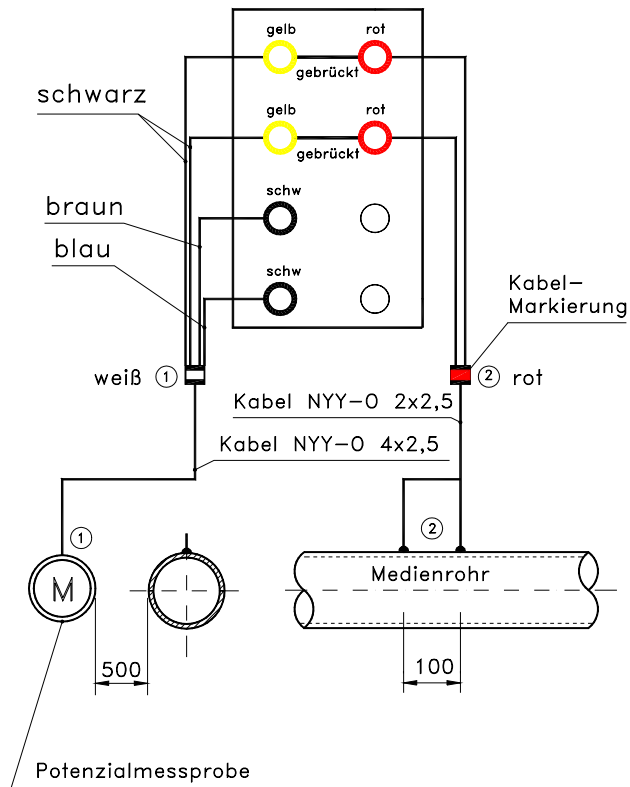 gelb rot
gebrückt
schwarz
gelb rot
gebrückt
braun
schw
blau
schw
Kabel-
Markierung
weiß 1
2 rot
Kabel NYY-O 2x2,5
Kabel NYY-O 4x2,5
1
2
M
Medienrohr
500
100
Potenzialmessprobe